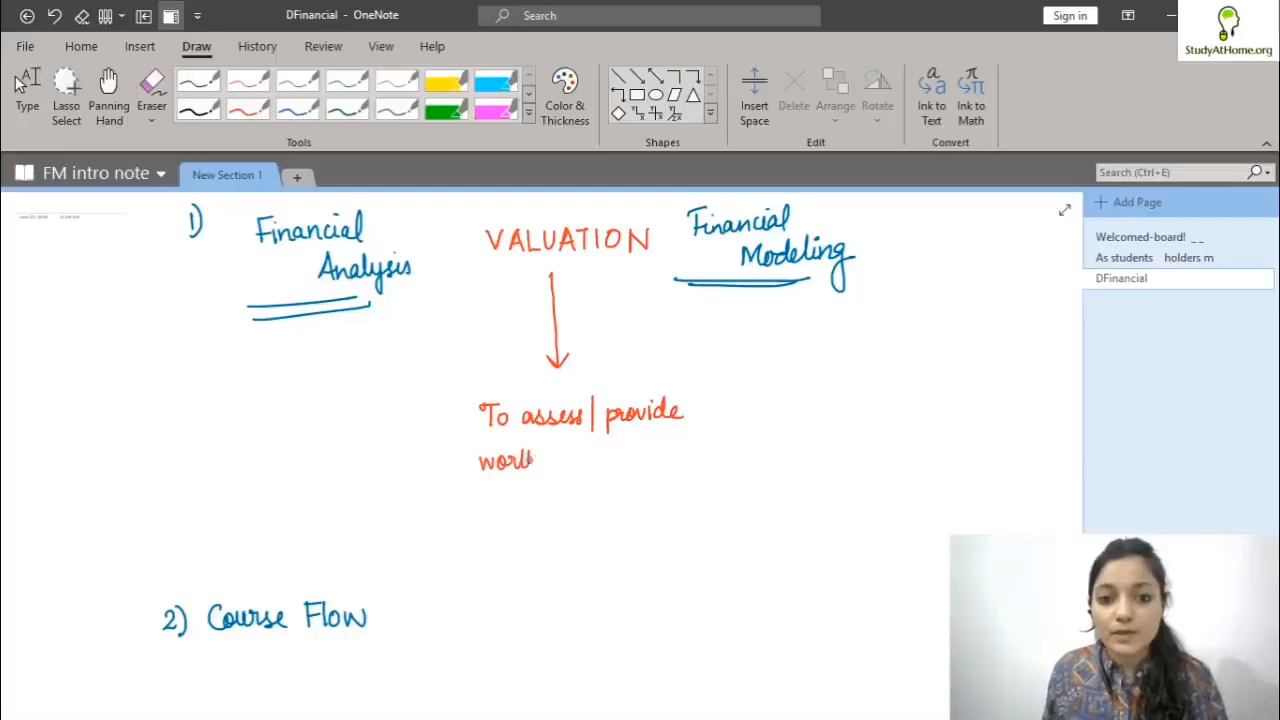 DFinancial - OneNote
Search
Sign in
StudyAtHome.org
File Home Insert Draw History Review View Help
Type
Lasso Select
Panning Hand
Eraser
Color & Thickness
Insert Space
Delete
Arrange
Rotate
Ink to Text
Ink to Math
Tools
Shapes
Edit
Convert
FM intro note
New Section 1
Search (Ctrl+E)
Add Page
Welcomed-board! _ _
As students holders m
DFinancial
1) Financial Analysis
VALUATION
Financial Modeling
To assess | provide
2) Course Flow